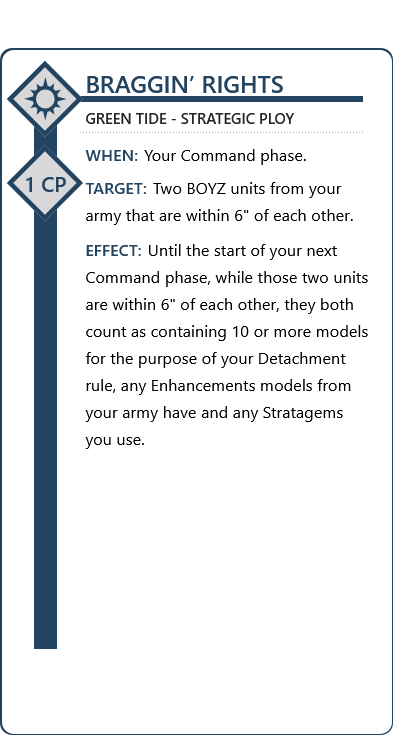 BRAGGIN’ RIGHTS
GREEN TIDE - STRATEGIC PLOY
WHEN: Your Command phase.
1 CP
TARGET: Two BOYZ units from your
army that are within 6" of each other.
EFFECT: Until the start of your next
Command phase, while those two units
are within 6" of each other, they both
count as containing 10 or more models
for the purpose of your Detachment
rule, any Enhancements models from
your army have and any Stratagems
you use.